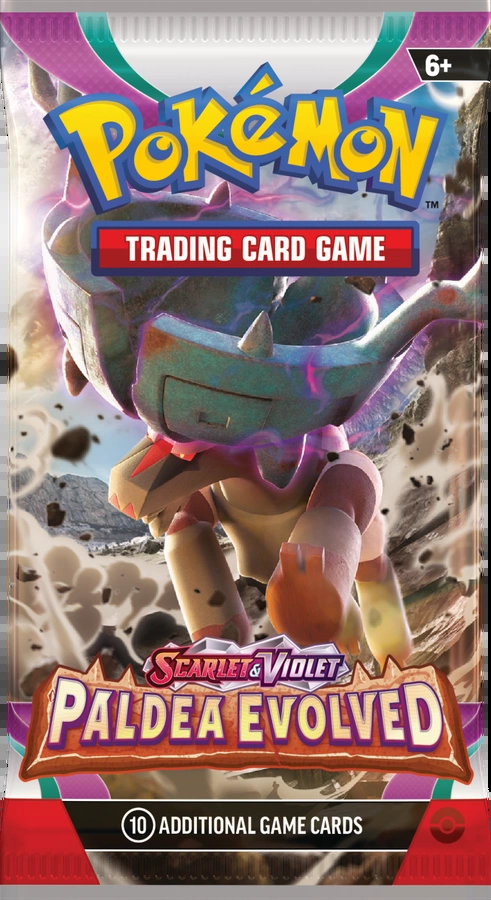 6+
POKéMON
TM
TRADING CARD GAME
SCARLET & VIOLET
PALDEA EVOLVED
10 ADDITIONAL GAME CARDS